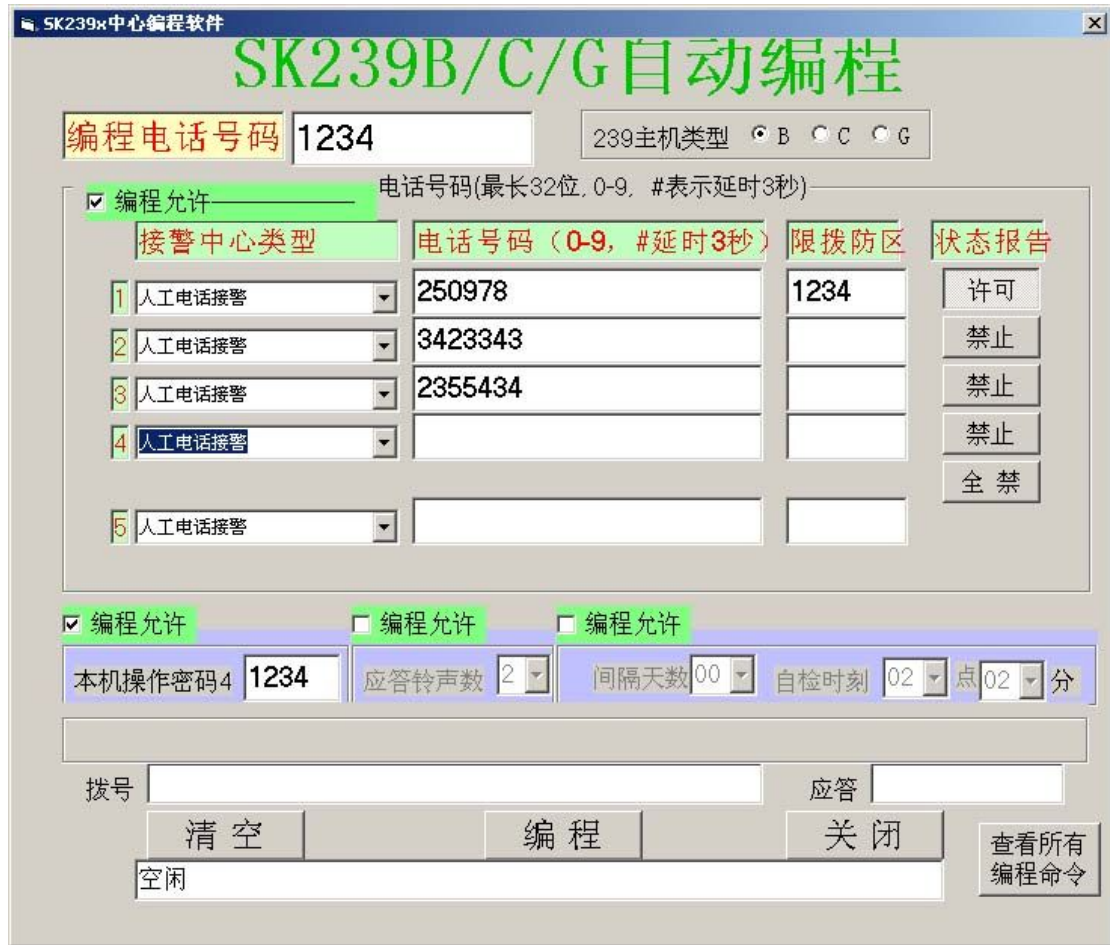 SK239x中心编程软件
SK239B/C/G自动编程
编程电话号码 1234 239主机类型 B C G
编程允许 电话号码(最长32位, 0-9, #表示延时3秒)
接警中心类型 电话号码（0-9, #延时3秒） 限拨防区 状态报告
1 人工电话接警 250978 1234 许可
2 人工电话接警 3423343 禁止
3 人工电话接警 2355434 禁止
4 人工电话接警 禁止
全禁
5 人工电话接警
编程允许 编程允许 编程允许
本机操作密码4 1234 应答铃声数 2 间隔天数 00 自检时刻 02 点 02 分
拨号 应答
清空 编程 关闭 查看所有
空闲 编程命令